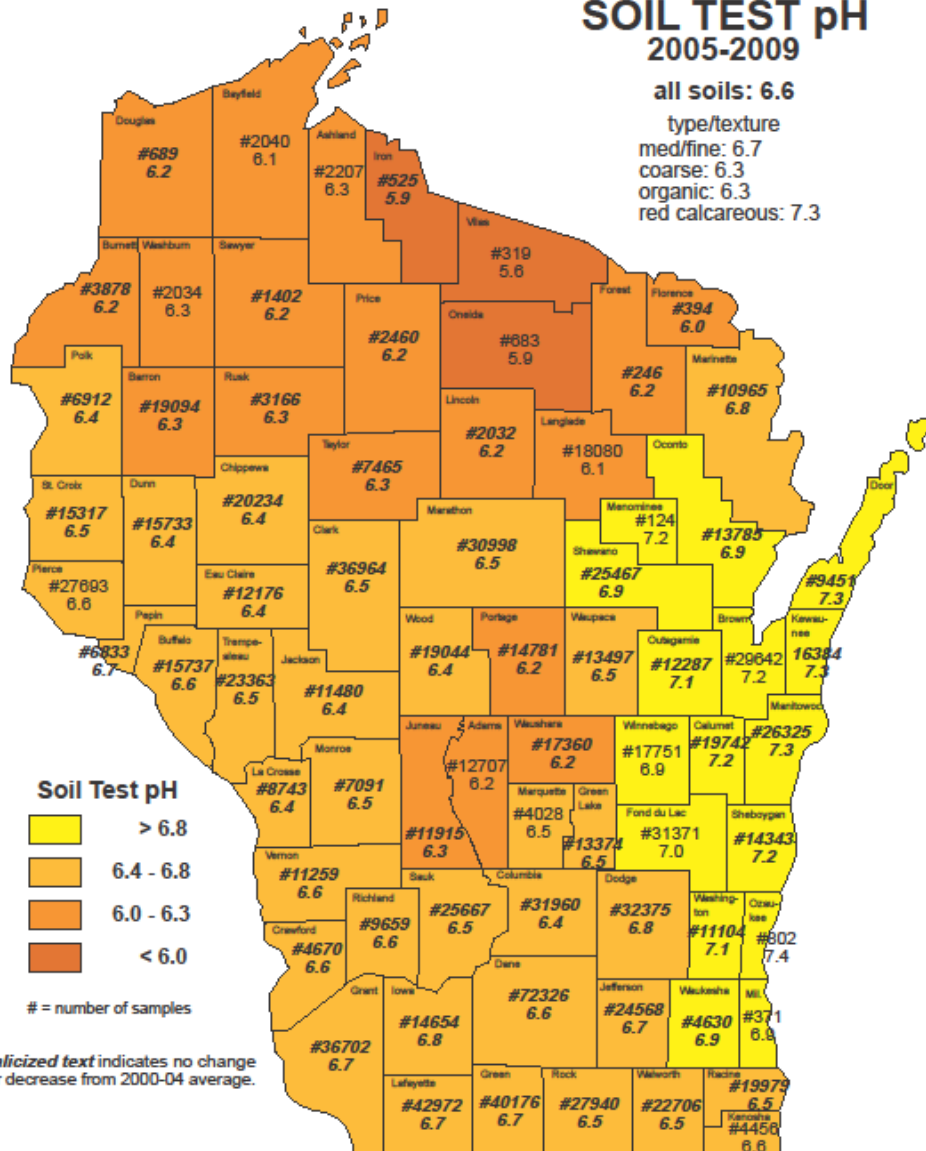 SOIL TEST pH
2005-2009
all soils: 6.6
type/texture
med/fine: 6.7
coarse: 6.3
organic: 6.3
red calcareous: 7.3
Douglas
#689
6.2
Bayfield
#2040
6.1
Ashland
#2207
6.3
Iron
#525
5.9
Vilas
#319
5.6
Burnett
#3878
6.2
Washburn
#2034
6.3
Sawyer
#1402
6.2
Price
#2460
6.2
Oneida
#683
5.9
Forest
#246
6.2
Florence
#394
6.0
Marinette
#10965
6.8
Polk
#6912
6.4
Barron
#19094
6.3
Rusk
#3166
6.3
Lincoln
#2032
6.2
Langlade
#18080
6.1
Oconto
#13785
6.9
Door
#9451
7.3
Taylor
#7465
6.3
Chippewa
#20234
6.4
St. Croix
#15317
6.5
Dunn
#15733
6.4
Clark
#36964
6.5
Marathon
#30998
6.5
Menominee
#124
7.2
Shawano
#25467
6.9
Pierce
#27693
6.6
Eau Claire
#12176
6.4
Pepin
#6833
6.7
Buffalo
#15737
6.6
Trempe-
aleau
#23363
6.5
Jackson
#11480
6.4
Wood
#19044
6.4
Portage
#14781
6.2
Waupaca
#13497
6.5
Outagamie
#12287
7.1
Brown
#29642
7.2
Kewau-
nee
16384
7.3
Manitowoc
#26325
7.3
Juneau
#11915
6.3
Adams
#12707
6.2
Waushara
#17360
6.2
Winnebago
#17751
6.9
Calumet
#19742
7.2
Monroe
#7091
6.5
La Crosse
#8743
6.4
Marquette
#4028
6.5
Green
Lake
#13374
6.5
Fond du Lac
#31371
7.0
Sheboygan
#14343
7.2
Vernon
#11259
6.6
Richland
#9659
6.6
Sauk
#25667
6.5
Columbia
#31960
6.4
Dodge
#32375
6.8
Washing-
ton
#11104
7.1
Ozau-
kee
#802
7.4
Crawford
#4670
6.6
Grant
#36702
6.7
Iowa
#14654
6.8
Dane
#72326
6.6
Jefferson
#24568
6.7
Waukesha
#4630
6.9
Mil.
#371
6.9
Lafayette
#42972
6.7
Green
#40176
6.7
Rock
#27940
6.5
Walworth
#22706
6.5
Racine
#19979
6.5
Kenosha
#4456
6.6
Soil Test pH
> 6.8
6.4 - 6.8
6.0 - 6.3
< 6.0
# = number of samples
licized text indicates no change
decrease from 2000-04 average.